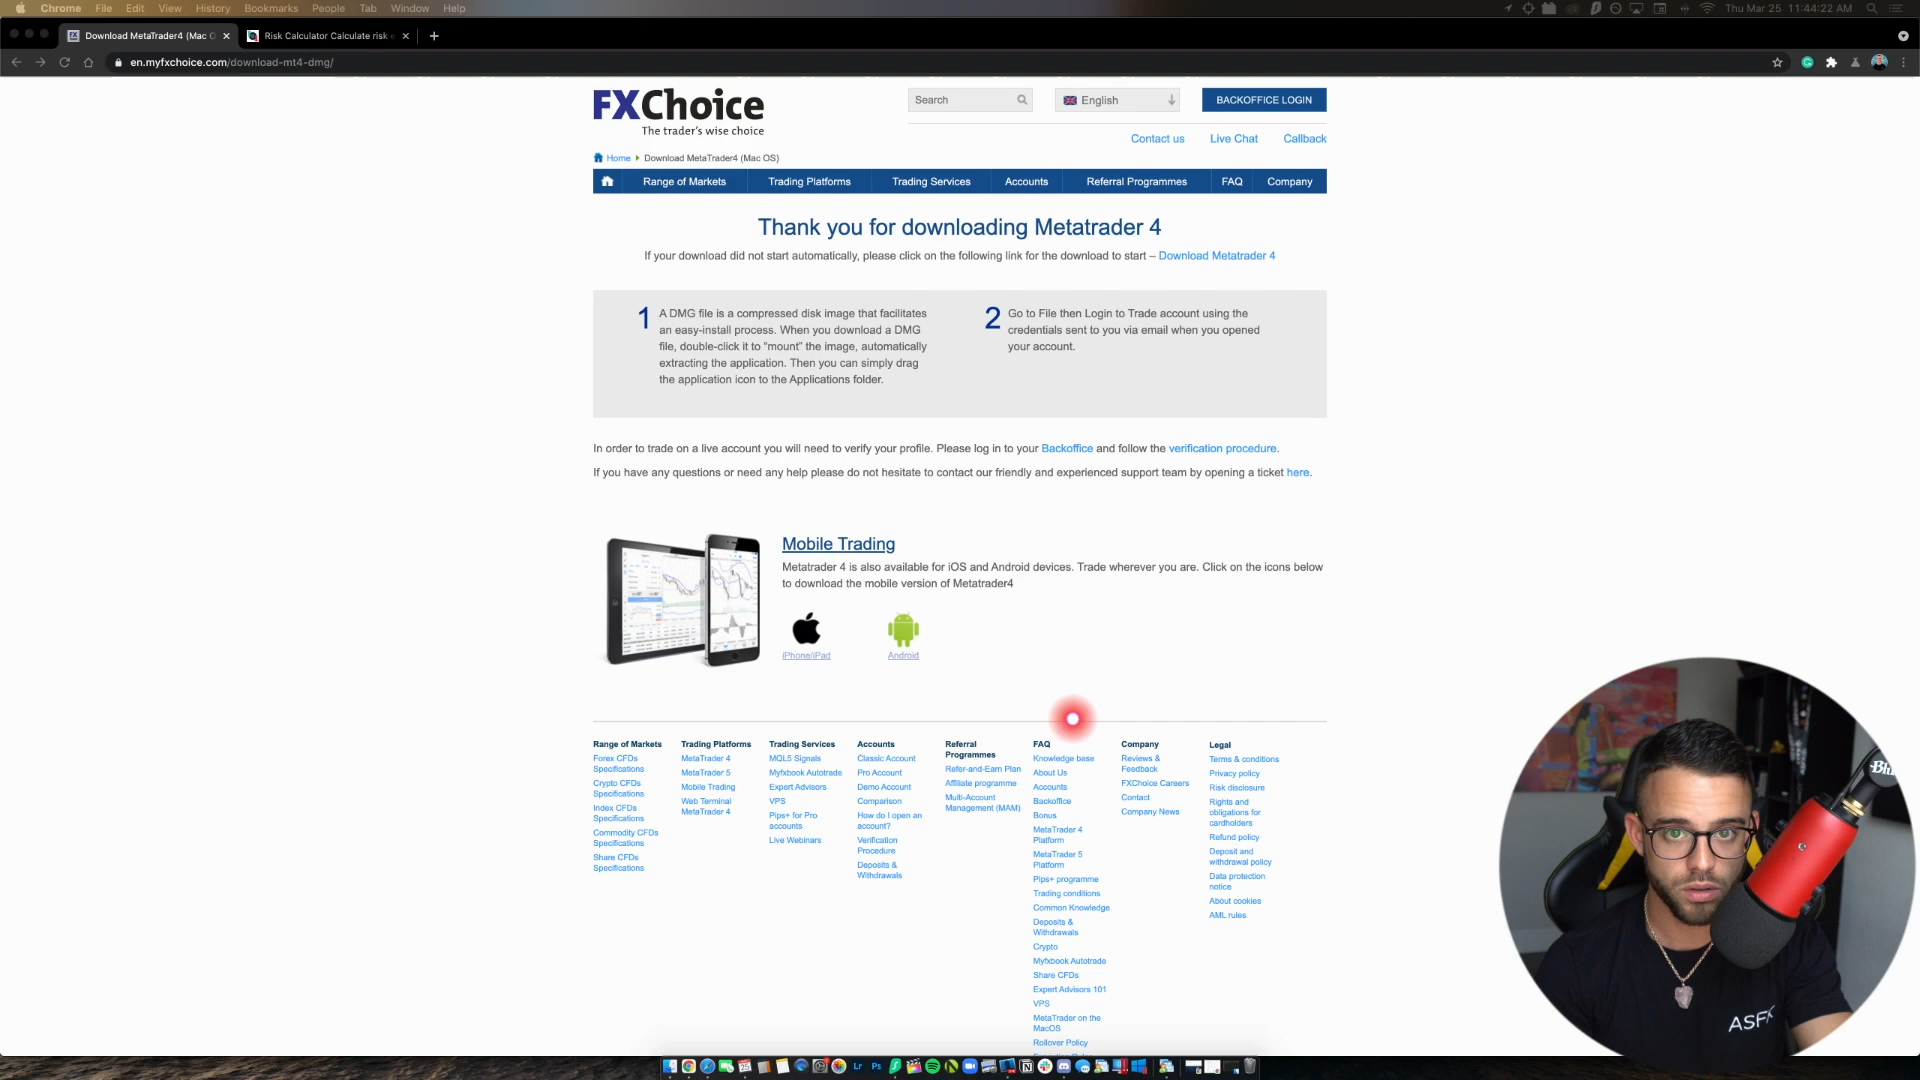 Chrome File Edit View History Bookmarks People Tab Window Help
Thu Mar 25 11:44:22 AM
Download MetaTrader4 (Mac O
Risk Calculator Calculate risk
en.myfxchoice.com/download-mt4-dmg/
FXChoice
The trader's wise choice
Search
English
BACKOFFICE LOGIN
Contact us Live Chat Callback
Home Download MetaTrader4 (Mac OS)
Range of Markets Trading Platforms Trading Services Accounts Referral Programmes FAQ Company
Thank you for downloading Metatrader 4
If your download did not start automatically, please click on the following link for the download to start – Download Metatrader 4
1
A DMG file is a compressed disk image that facilitates
an easy-install process. When you download a DMG
file, double-click it to “mount” the image, automatically
extracting the application. Then you can simply drag
the application icon to the Applications folder.
2
Go to File then Login to Trade account using the
credentials sent to you via email when you opened
your account.
In order to trade on a live account you will need to verify your profile. Please log in to your Backoffice and follow the verification procedure.
If you have any questions or need any help please do not hesitate to contact our friendly and experienced support team by opening a ticket here.
Mobile Trading
Metatrader 4 is also available for iOS and Android devices. Trade wherever you are. Click on the icons below
to download the mobile version of Metatrader4
iPhone/iPad
Android
Range of Markets
Forex CFDs
Specifications
Crypto CFDs
Specifications
Index CFDs
Specifications
Commodity CFDs
Specifications
Share CFDs
Specifications
Trading Platforms
MetaTrader 4
MetaTrader 5
Mobile Trading
Web Terminal
MetaTrader 4
Trading Services
MQL5 Signals
Myfxbook Autotrade
Expert Advisors
VPS
Pips+ for Pro
accounts
Live Webinars
Accounts
Classic Account
Pro Account
Demo Account
Comparison
How do I open an
account?
Verification
Procedure
Deposits &
Withdrawals
Referral
Programmes
Refer-and-Earn Plan
Affiliate programme
Multi-Account
Management (MAM)
FAQ
Knowledge base
About Us
Accounts
Backoffice
Bonus
MetaTrader 4
Platform
MetaTrader 5
Platform
Pips+ programme
Trading conditions
Common Knowledge
Deposits &
Withdrawals
Crypto
Myfxbook Autotrade
Share CFDs
Expert Advisors 101
VPS
MetaTrader on the
MacOS
Rollover Policy
Company
Reviews &
Feedback
FXChoice Careers
Contact
Company News
Legal
Terms & conditions
Privacy policy
Risk disclosure
Rights and
obligations for
cardholders
Refund policy
Deposit and
withdrawal policy
Data protection
notice
About cookies
AML rules
Blu
ASFX
Lr Ps